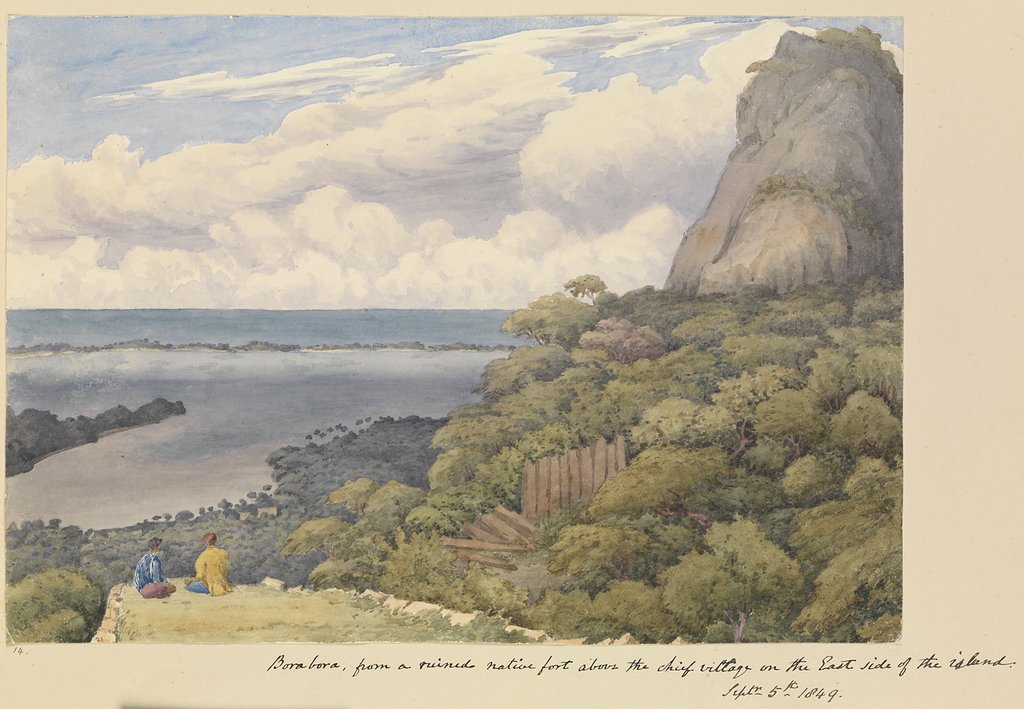 14.
Borabora, from a ruined native fort above the chief village on the East side of the island.
Septr. 5th 1849.